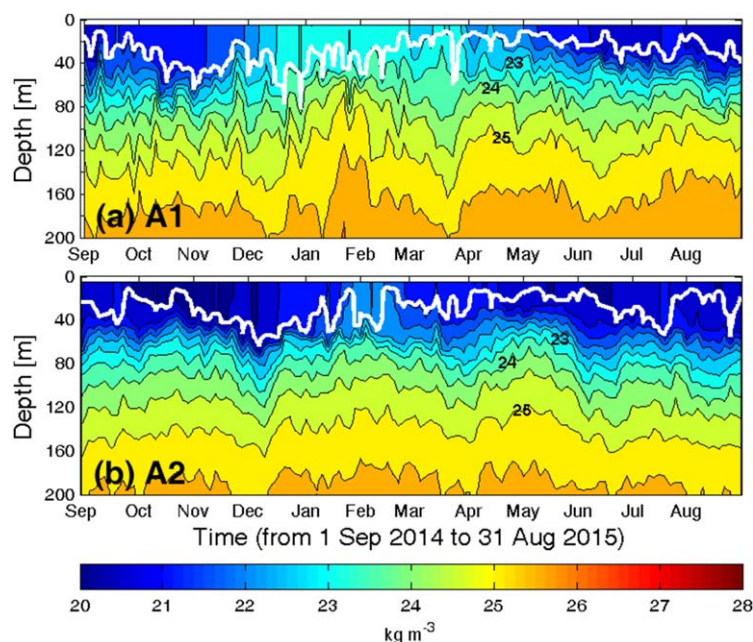 0
40
80
120
160
200
Depth [m]
23
24
25
(a) A1
Sep Oct Nov Dec Jan Feb Mar Apr May Jun Jul Aug
0
40
80
120
160
200
Depth [m]
23
24
25
(b) A2
Sep Oct Nov Dec Jan Feb Mar Apr May Jun Jul Aug
Time (from 1 Sep 2014 to 31 Aug 2015)
20 21 22 23 24 25 26 27 28
kg m⁻³